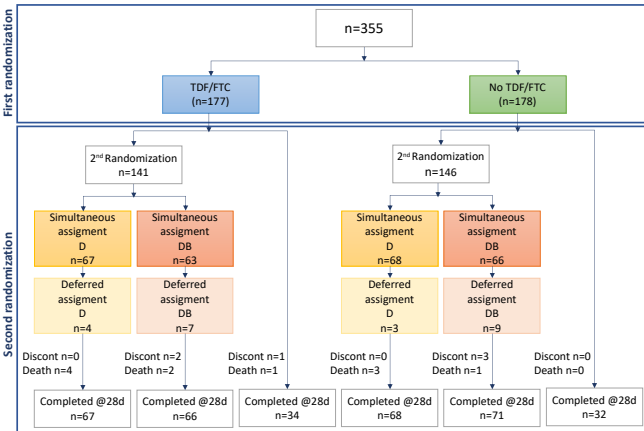 First randomization
n=355
TDF/FTC
(n=177)
No TDF/FTC
(n=178)
Second randomization
2nd Randomization
n=141
2nd Randomization
n=146
Simultaneous
assigment
D
n=67
Simultaneous
assigment
DB
n=63
Simultaneous
assigment
D
n=68
Simultaneous
assigment
DB
n=66
Deferred
assigment
D
n=4
Deferred
assigment
DB
n=7
Deferred
assigment
D
n=3
Deferred
assigment
DB
n=9
Discont n=0
Death n=4
Discont n=2
Death n=2
Discont n=1
Death n=1
Discont n=0
Death n=3
Discont n=3
Death n=1
Discont n=0
Death n=0
Completed @28d
n=67
Completed @28d
n=66
Completed @28d
n=34
Completed @28d
n=68
Completed @28d
n=71
Completed @28d
n=32